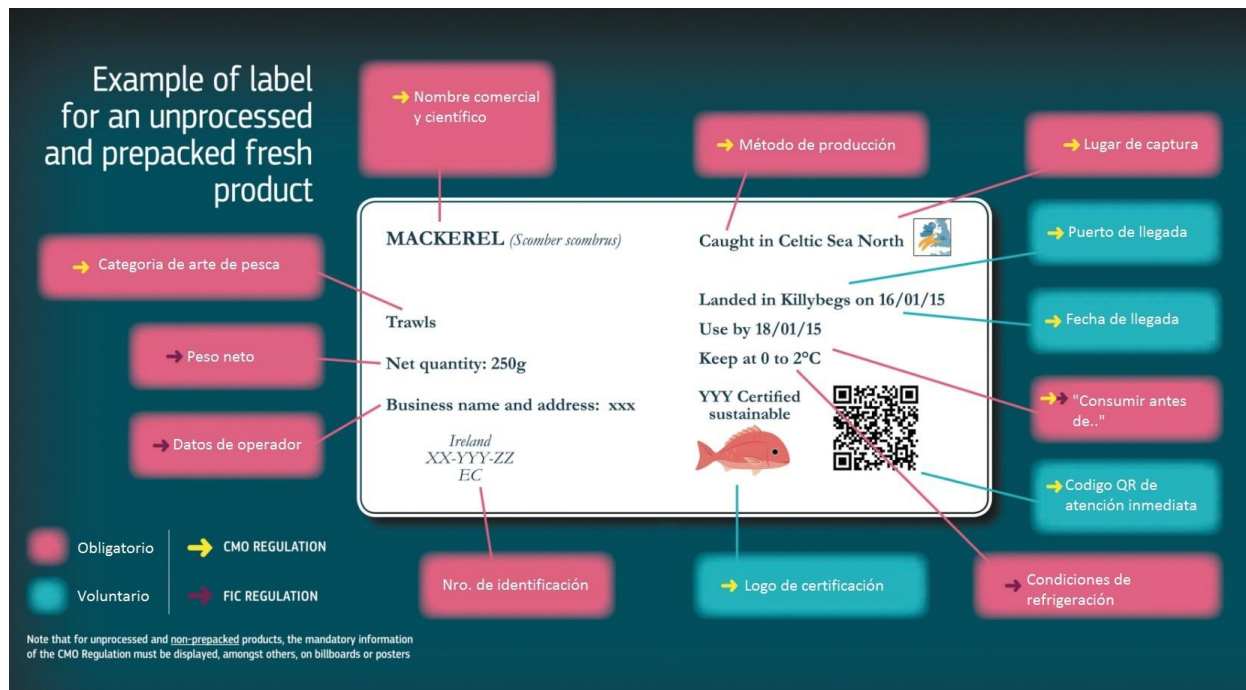 Example of label
for an unprocessed
and prepacked fresh
product
Nombre comercial
y científico
Método de producción
Lugar de captura
Categoria de arte de pesca
Peso neto
Datos de operador
MACKEREL (Scomber scombrus)
Trawls
Net quantity: 250g
Business name and address: xxx
Ireland
XX-YYY-ZZ
EC
Caught in Celtic Sea North
Landed in Killybegs on 16/01/15
Use by 18/01/15
Keep at 0 to 2°C
YYY Certified
sustainable
Puerto de llegada
Fecha de llegada
"Consumir antes
de.."
Codigo QR de
atención inmediata
Condiciones de
refrigeración
Nro. de identificación
Logo de certificación
Obligatorio
Voluntario
CMO REGULATION
FIC REGULATION
Note that for unprocessed and non-prepacked products, the mandatory information
of the CMO Regulation must be displayed, amongst others, on billboards or posters